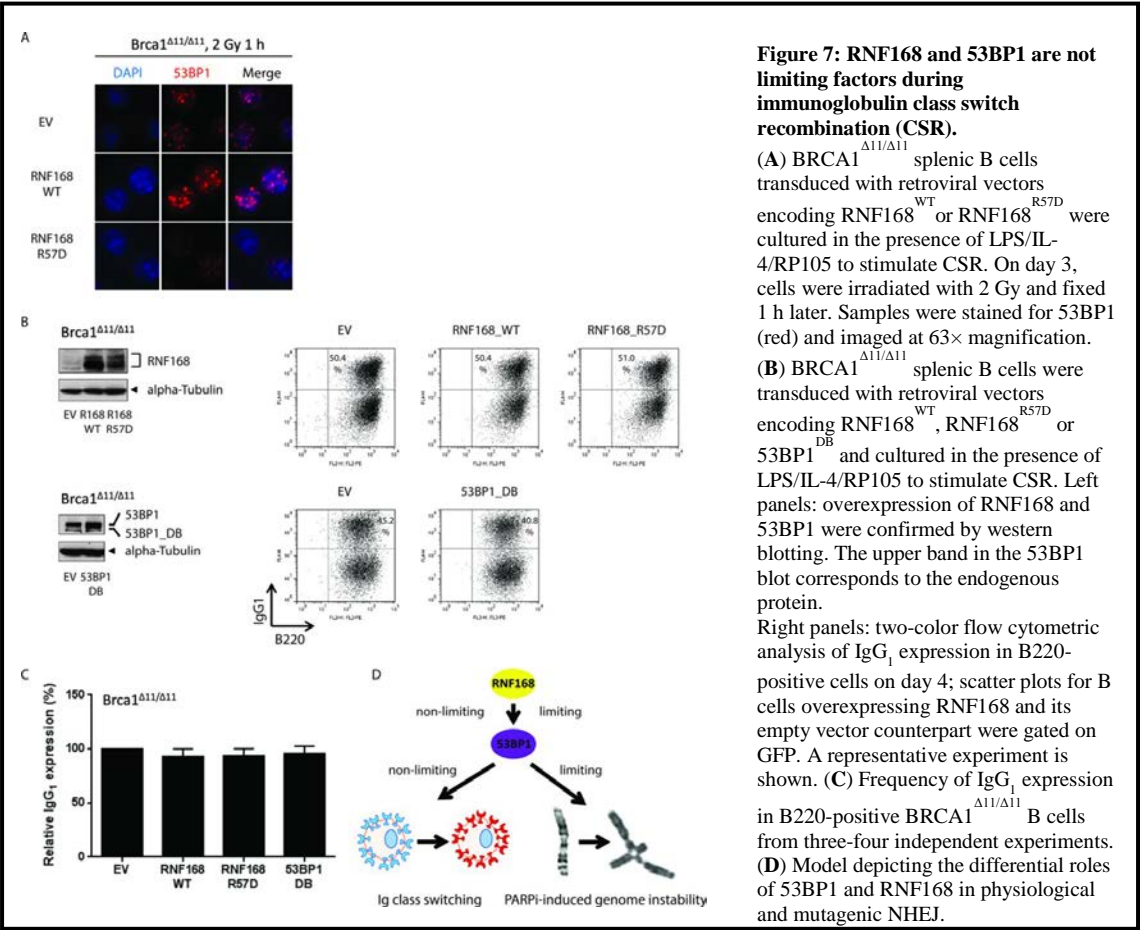 A
Brca1Δ11/Δ11, 2 Gy 1 h
DAPI 53BP1 Merge
EV
RNF168
WT
RNF168
R57D
B
Brca1Δ11/Δ11
RNF168
alpha-Tubulin
EV R168 R168
WT R57D
EV
RNF168_WT
RNF168_R57D
50.4
%
50.4
%
51.0
%
Brca1Δ11/Δ11
53BP1
53BP1_DB
alpha-Tubulin
EV 53BP1
DB
EV
53BP1_DB
45.2
%
40.8
%
IgG1
B220
C
Relative IgG1 expression (%)
150
100
50
0
Brca1Δ11/Δ11
EV
RNF168
WT
RNF168
R57D
53BP1
DB
D
RNF168
non-limiting limiting
53BP1
non-limiting limiting
Ig class switching PARPi-induced genome instability
Figure 7: RNF168 and 53BP1 are not
limiting factors during
immunoglobulin class switch
recombination (CSR).
(A) BRCA1Δ11/Δ11 splenic B cells
transduced with retroviral vectors
encoding RNF168WT or RNF168R57D were
cultured in the presence of LPS/IL-
4/RP105 to stimulate CSR. On day 3,
cells were irradiated with 2 Gy and fixed
1 h later. Samples were stained for 53BP1
(red) and imaged at 63× magnification.
(B) BRCA1Δ11/Δ11 splenic B cells were
transduced with retroviral vectors
encoding RNF168WT, RNF168R57D or
53BP1DB and cultured in the presence of
LPS/IL-4/RP105 to stimulate CSR. Left
panels: overexpression of RNF168 and
53BP1 were confirmed by western
blotting. The upper band in the 53BP1
blot corresponds to the endogenous
protein.
Right panels: two-color flow cytometric
analysis of IgG1 expression in B220-
positive cells on day 4; scatter plots for B
cells overexpressing RNF168 and its
empty vector counterpart were gated on
GFP. A representative experiment is
shown. (C) Frequency of IgG1 expression
in B220-positive BRCA1Δ11/Δ11 B cells
from three-four independent experiments.
(D) Model depicting the differential roles
of 53BP1 and RNF168 in physiological
and mutagenic NHEJ.